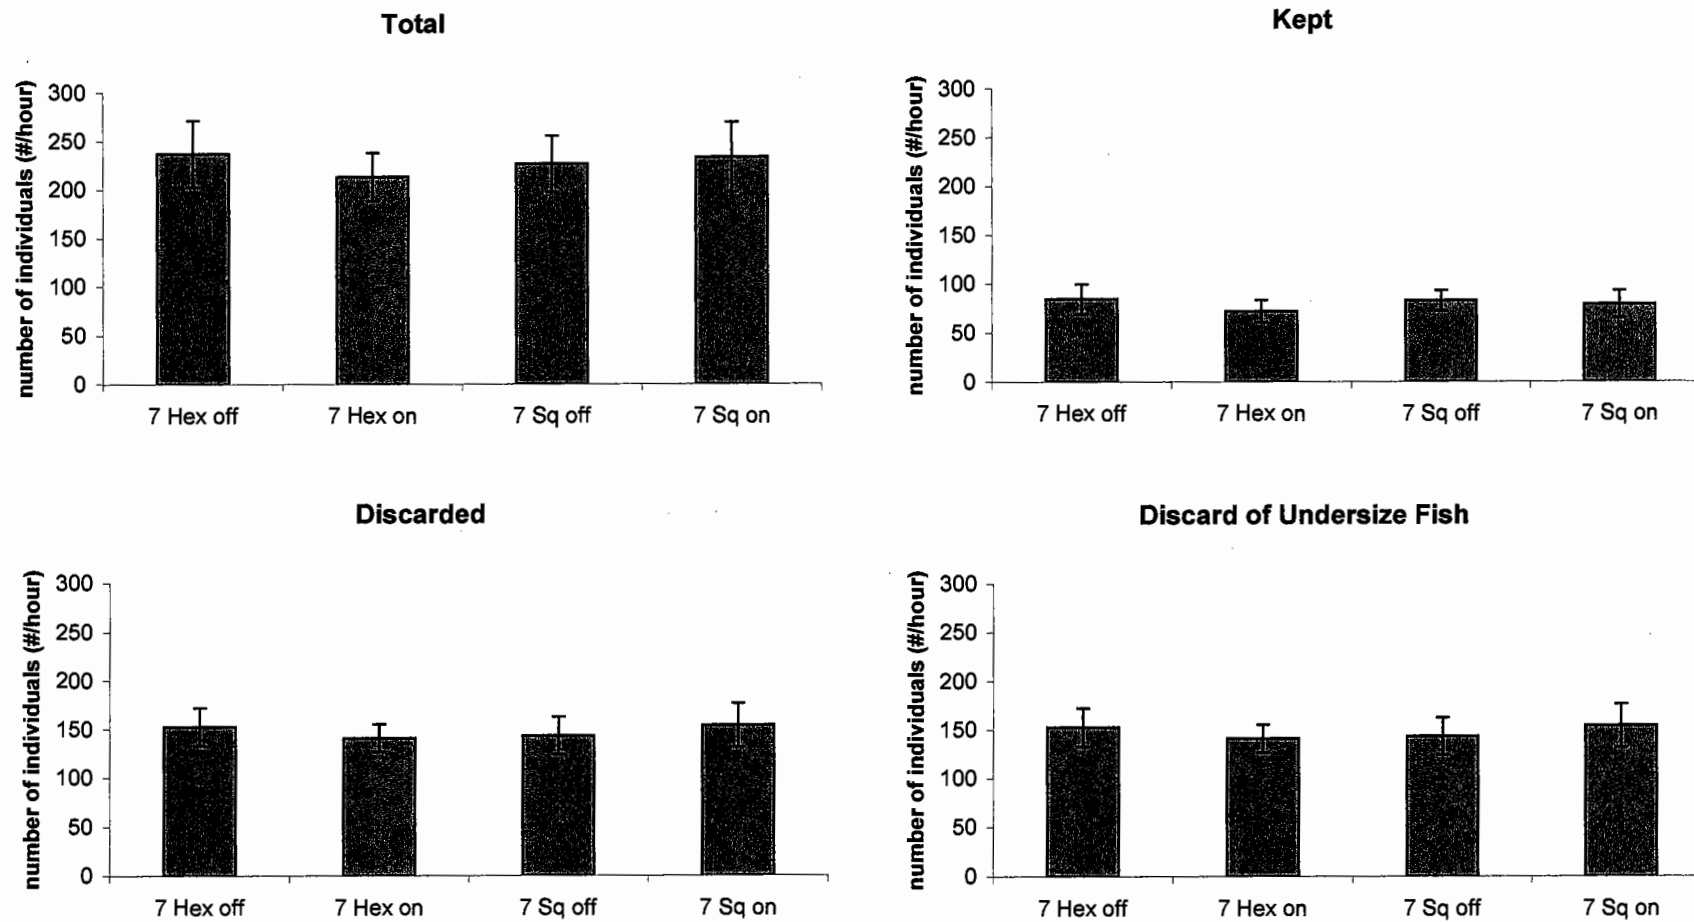 Total
number of individuals (#/hour)
300
250
200
150
100
50
0
7 Hex off
7 Hex on
7 Sq off
7 Sq on
Kept
number of individuals (#/hour)
300
250
200
150
100
50
0
7 Hex off
7 Hex on
7 Sq off
7 Sq on
Discarded
number of individuals (#/hour)
300
250
200
150
100
50
0
7 Hex off
7 Hex on
7 Sq off
7 Sq on
Discard of Undersize Fish
number of individuals (#/hour)
300
250
200
150
100
50
0
7 Hex off
7 Hex on
7 Sq off
7 Sq on